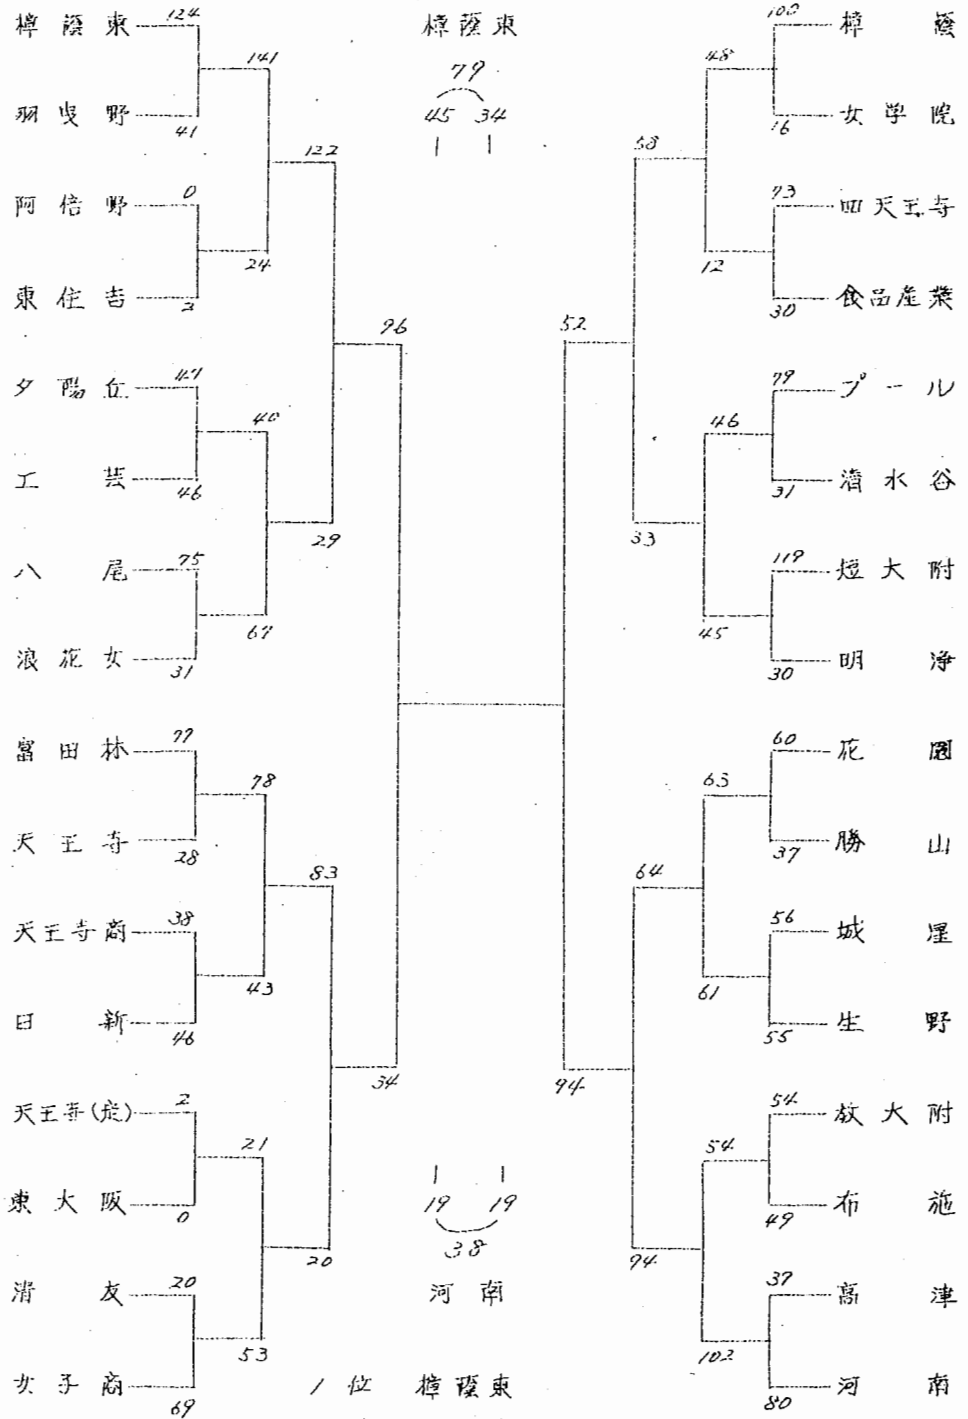 124 樟蔭東 100
樟蔭東 樟蔭
141 79 48
羽曳野 45 34 女学院
41 16
122 58
阿倍野 0 73 四天王寺
24 12
東住吉 2 30 食品産業
96 52
夕陽丘 47 79 プール
40 46
工芸 46 31 清水谷
29 33
八尾 75 119 短大附
67 45
浪花女 31 30 明浄
富田林 77 60 花園
78 63
天王寺 28 37 勝山
83 64
天王寺商 38 56 城星
43 61
日新 46 55 生野
34 94
天王寺(定) 2 54 教大附
21 54
東大阪 0 19 19 49 布施
20 38 94
清友 20 河南 37 高津
53 102
女子商 69 1位 樟蔭東 80 河南